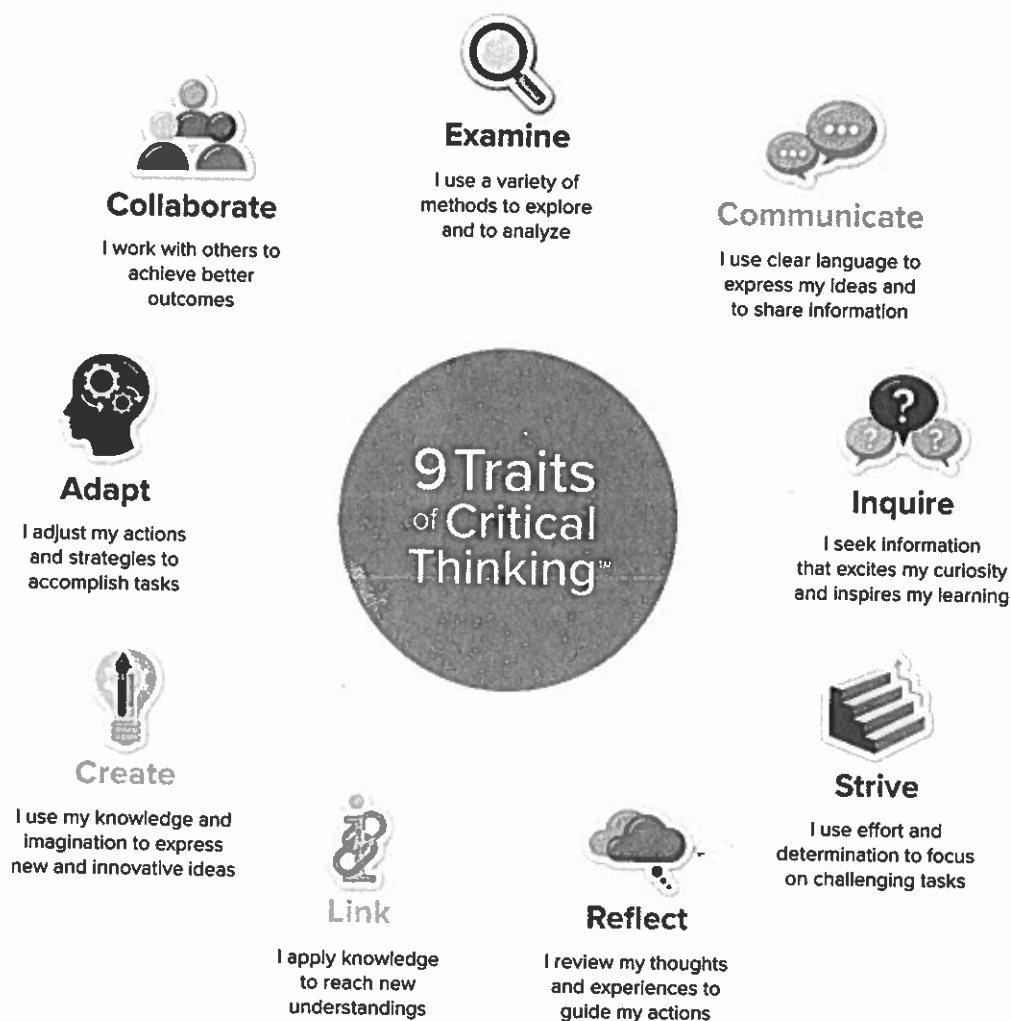 Examine
I use a variety of
methods to explore
and to analyze
Communicate
I use clear language to
express my ideas and
to share information
Inquire
I seek information
that excites my curiosity
and inspires my learning
Strive
I use effort and
determination to focus
on challenging tasks
Reflect
I review my thoughts
and experiences to
guide my actions
Link
I apply knowledge
to reach new
understandings
Create
I use my knowledge and
imagination to express
new and innovative ideas
Adapt
I adjust my actions
and strategies to
accomplish tasks
Collaborate
I work with others to
achieve better
outcomes
9 Traits
of Critical
Thinking™